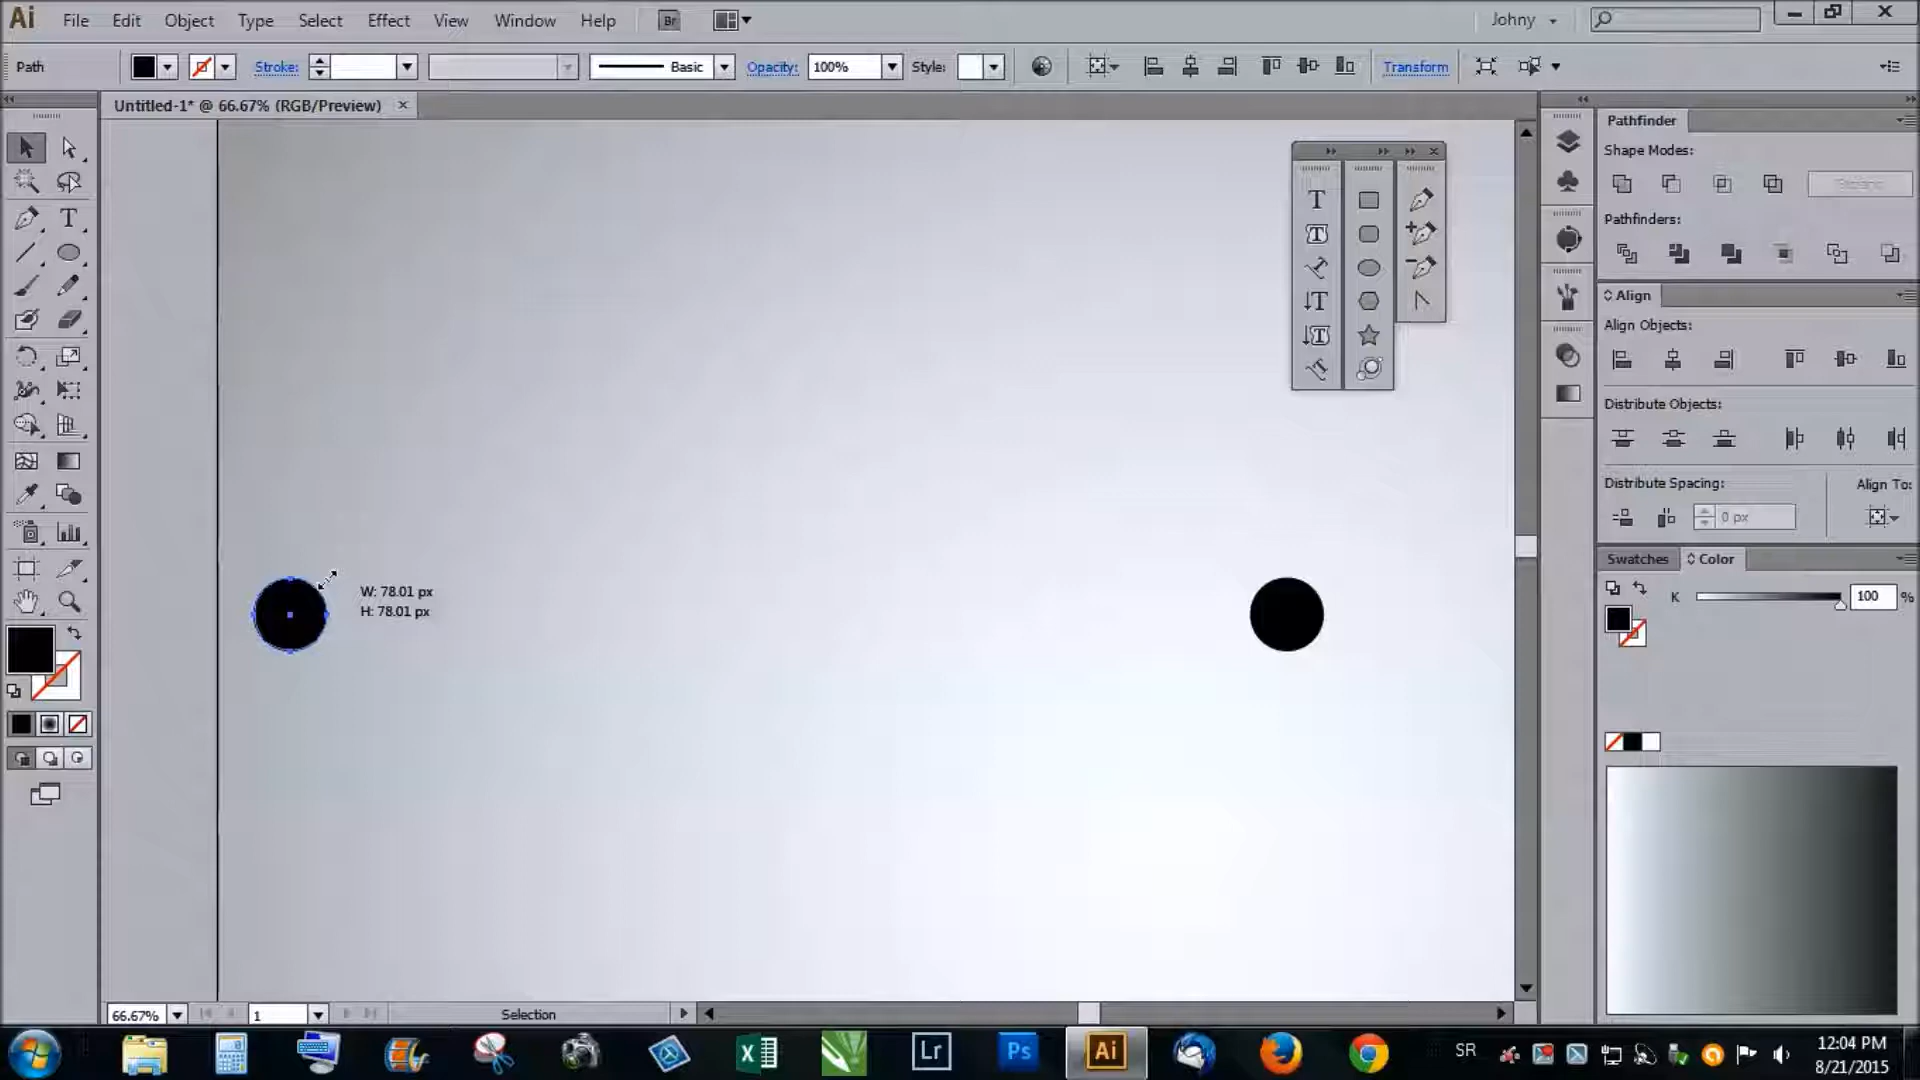 Ai File Edit Object Type Select Effect View Window Help Br Johny
Path Stroke: Basic Opacity: 100% Style: Transform
Untitled-1* @ 66.67% (RGB/Preview)
Pathfinder
Shape Modes:
Pathfinders:
Align
Align Objects:
Distribute Objects:
Distribute Spacing: Align To:
0 px
Swatches Color
K 100 %
W: 78.01 px
H: 78.01 px
66.67% 1 Selection
Lr Ps Ai SR
12:04 PM
8/21/2015